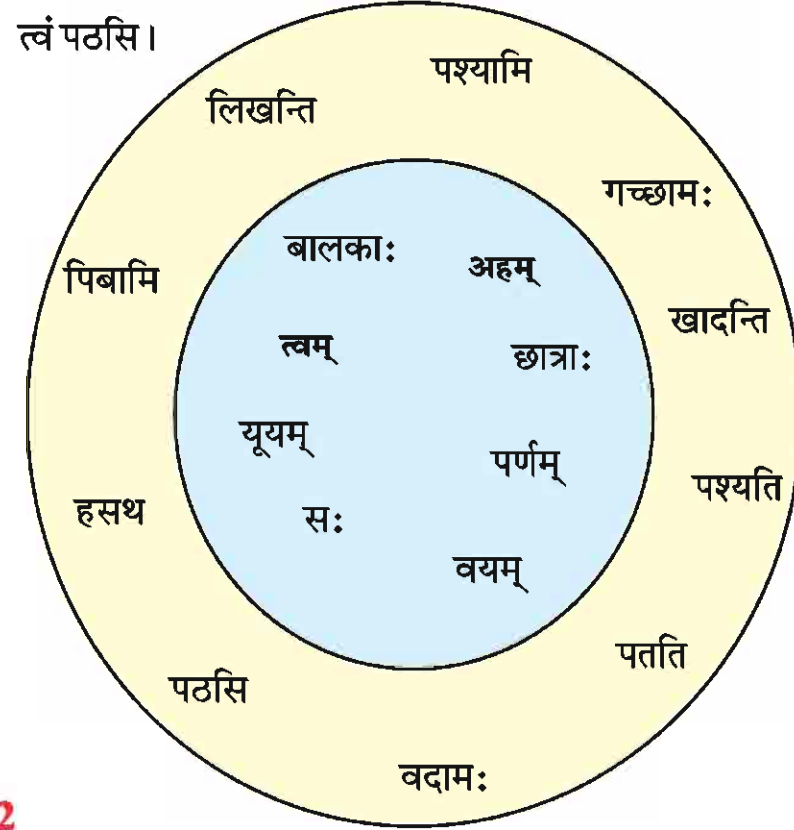 त्वं पठसि।
पश्यामि
लिखन्ति
गच्छामः
पिबामि
खादन्ति
पश्यति
हसथ
पतति
पठसि
वदामः
बालकाः
अहम्
त्वम्
छात्राः
यूयम्
पर्णम्
सः
वयम्
2